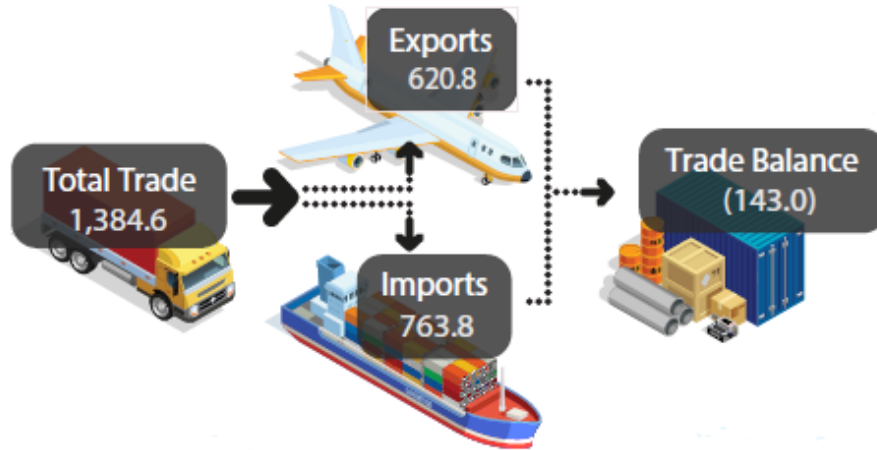 Exports
620.8
Total Trade
1,384.6
Trade Balance
(143.0)
Imports
763.8